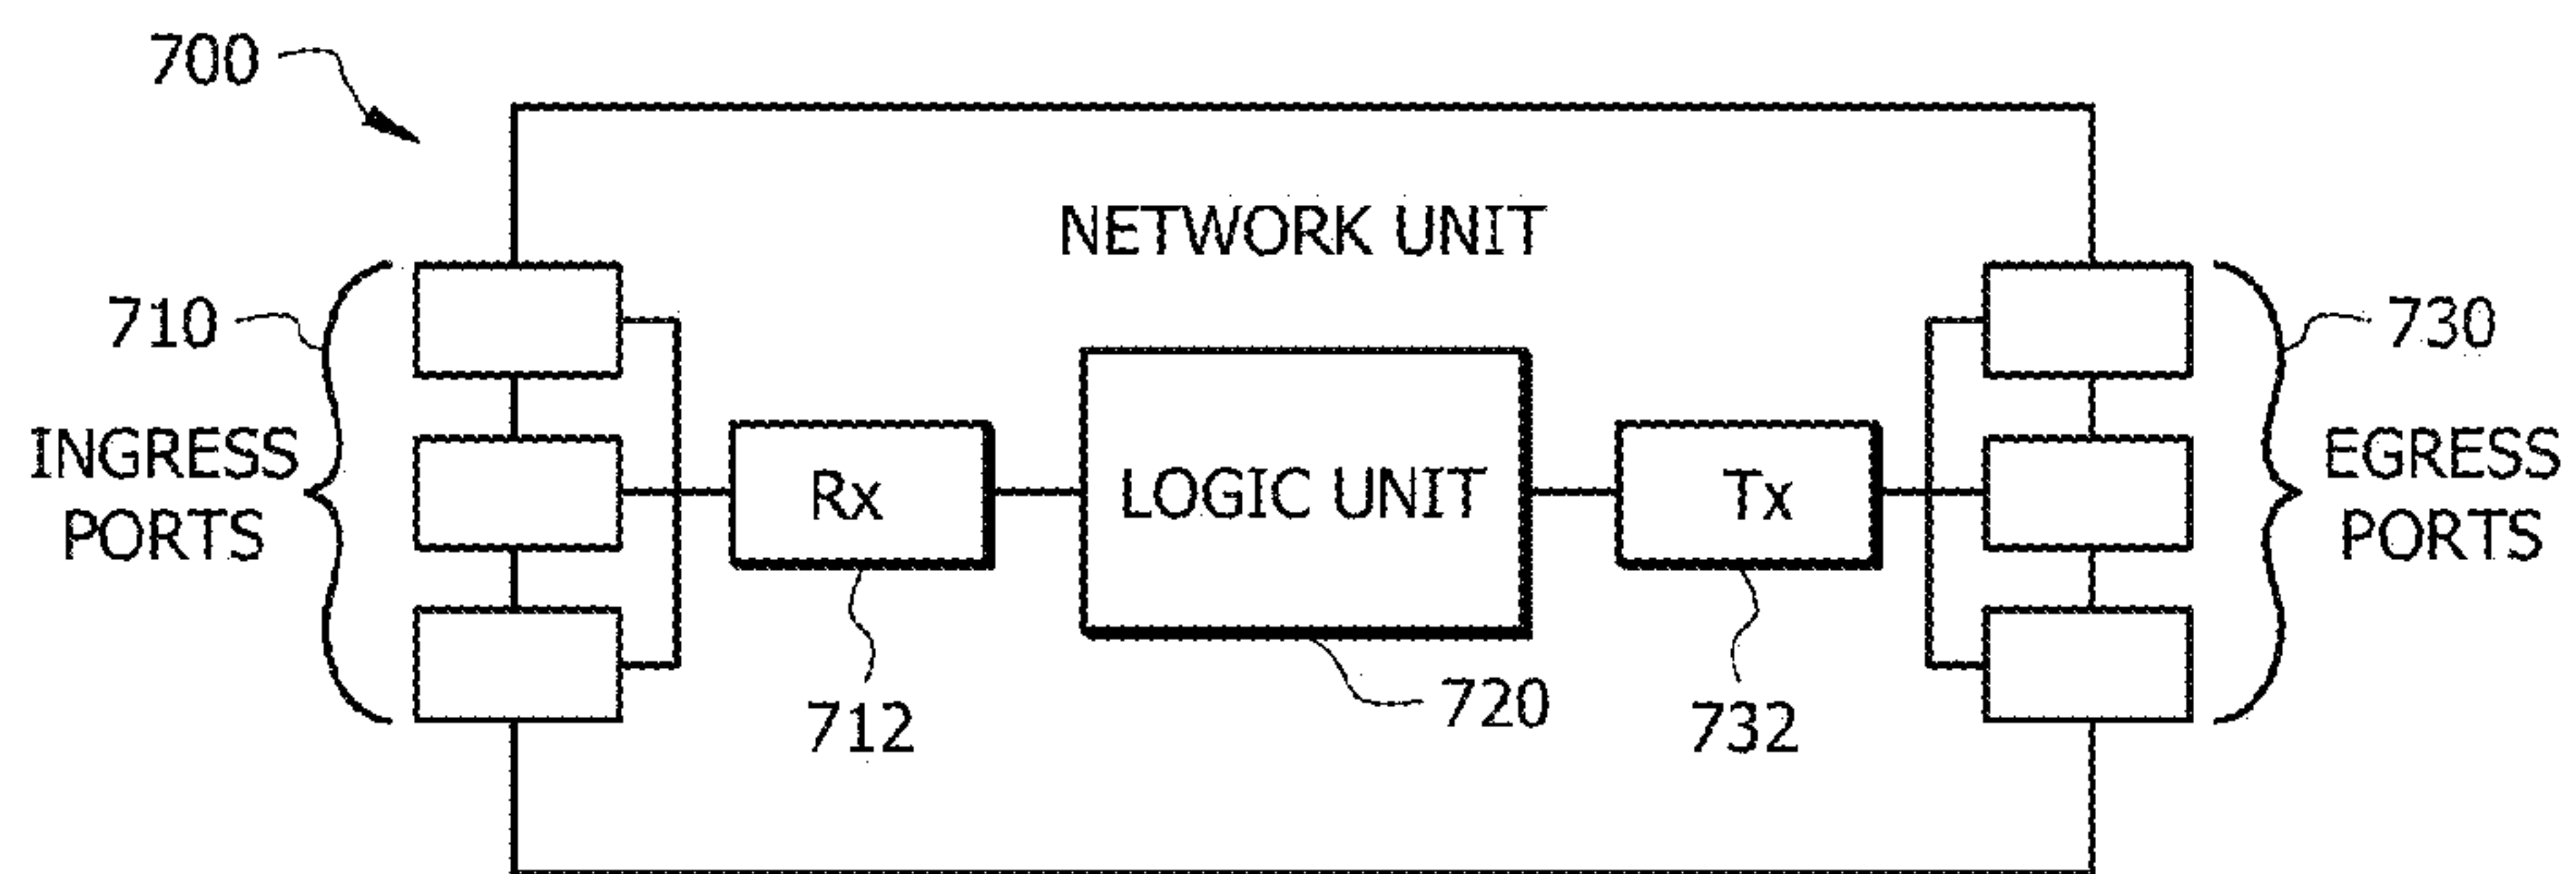 700
NETWORK UNIT
710
730
INGRESS
PORTS
Rx
LOGIC UNIT
Tx
EGRESS
PORTS
712
720
732